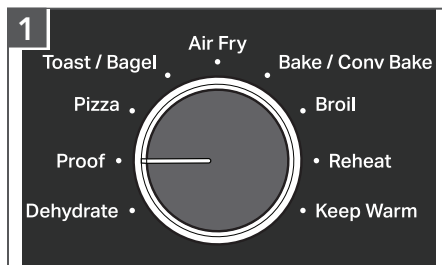 1
Air Fry
Toast / Bagel
Bake / Conv Bake
Pizza
Broil
Proof
Reheat
Dehydrate
Keep Warm